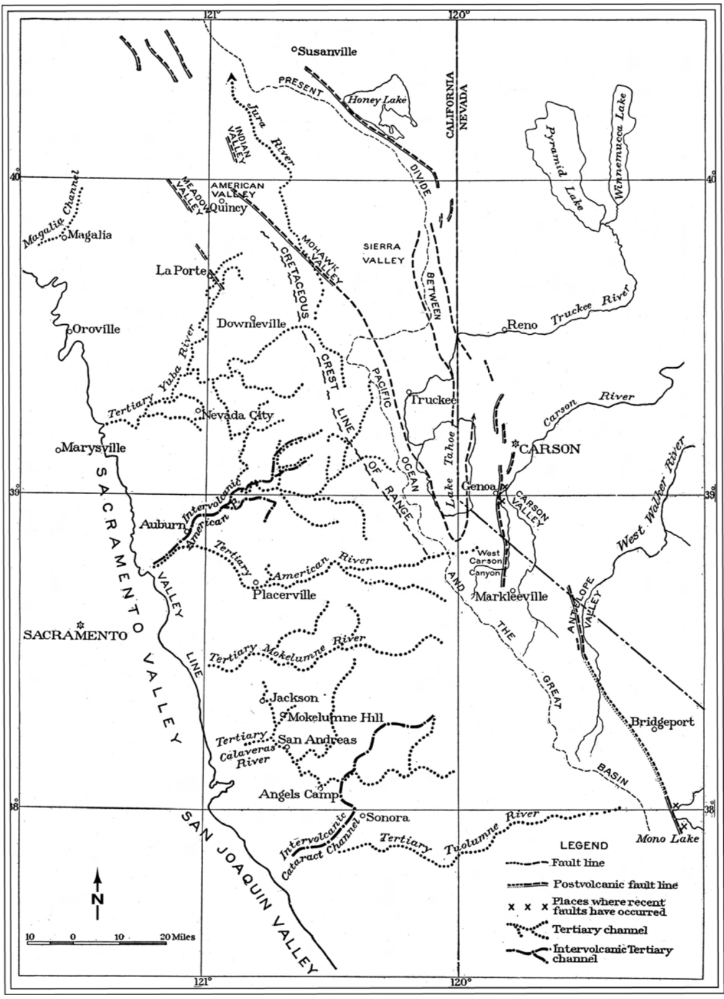 121°
120°
Susanville
PRESENT
Honey Lake
CALIFORNIA
NEVADA
Jura River
INDIAN
VALLEY
Pyramid Lake
Winnemucca Lake
40°
40°
DIVIDE
Magalia Channel
MEADOW
VALLEY
AMERICAN
VALLEY
Quincy
Magalia
MOHAWK
VALLEY
SIERRA
VALLEY
CRETACEOUS
La Porte
BETWEEN
Oroville
Downieville
Reno
Truckee River
Tertiary Yuba River
CREST
PACIFIC
Truckee
Carson River
Nevada City
LINE
Marysville
CARSON
Lake Tahoe
OF
OCEAN
SACRAMENTO VALLEY
39°
39°
Genoa
RANGE
CARSON
VALLEY
West Walker River
Intervolcanic
American R.
Auburn
Tertiary American River
West
Carson
Canyon
VALLEY
AND
Placerville
Markleeville
ANTELOPE
VALLEY
SACRAMENTO
THE
LINE
Tertiary Mokelumne River
GREAT
Jackson
Mokelumne Hill
Bridgeport
Tertiary
Calaveras
River
San Andreas
BASIN
Angels Camp
38°
38°
SAN JOAQUIN VALLEY
Intervolcanic
Cataract Channel
Sonora
Tertiary Tuolumne River
Mono Lake
LEGEND
Fault line
Postvolcanic fault line
Places where recent
faults have occurred
Tertiary channel
Intervolcanic Tertiary
channel
N
10 0 10 20 Miles
121°
120°